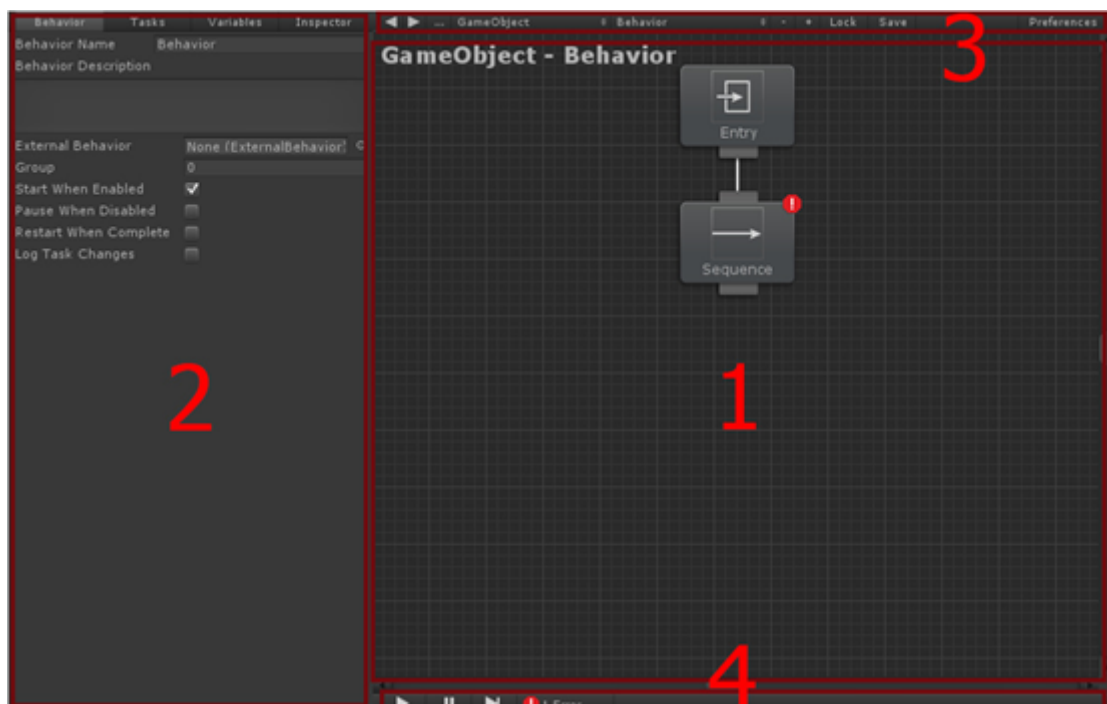 Behavior Tasks Variables Inspector
Behavior Name Behavior
Behavior Description
External Behavior None (ExternalBehavior)
Group 0
Start When Enabled
Pause When Disabled
Restart When Complete
Log Task Changes
2
... GameObject Behavior - + Lock Save Preferences
3
GameObject - Behavior
Entry
Sequence
1
4
1 Error